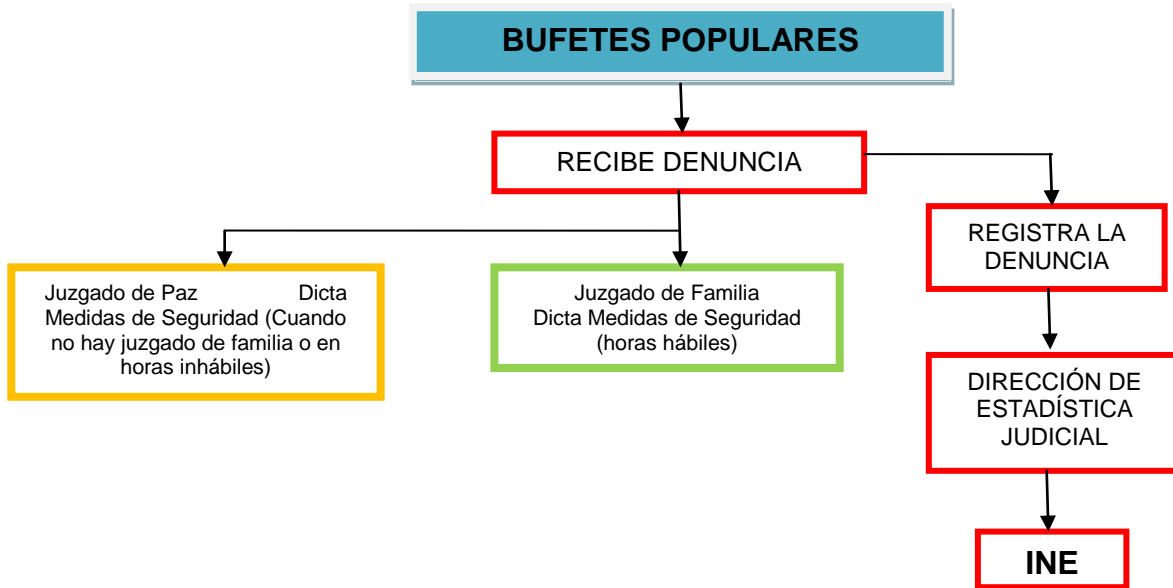 BUFETES POPULARES
RECIBE DENUNCIA
REGISTRA LA
DENUNCIA
Juzgado de Paz Dicta
Medidas de Seguridad (Cuando
no hay juzgado de familia o en
horas inhábiles)
Juzgado de Familia
Dicta Medidas de Seguridad
(horas hábiles)
DIRECCIÓN DE
ESTADÍSTICA
JUDICIAL
INE